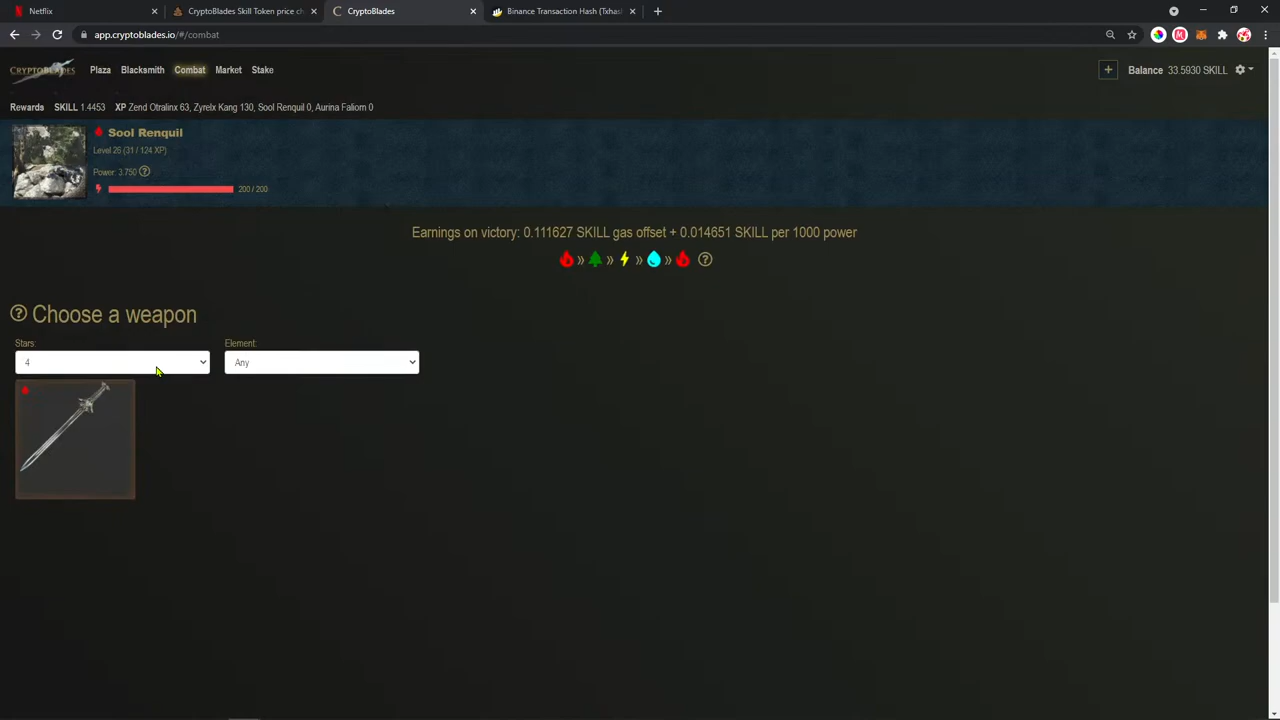 Netflix
CryptoBlades Skill Token price ch
CryptoBlades
Binance Transaction Hash (Txhas
app.cryptoblades.io/#/combat
CRYPTOBLADES Plaza Blacksmith Combat Market Stake
Balance 33.5930 SKILL
Rewards SKILL 1.4453 XP Zend Otralinx 63, Zyrelx Kang 130, Sool Renquil 0, Aurina Faliorn 0
Sool Renquil
Level 26 (31 / 124 XP)
Power: 3.750
200 / 200
Earnings on victory: 0.111627 SKILL gas offset + 0.014651 SKILL per 1000 power
» » » »
Choose a weapon
Stars: Element:
4 Any